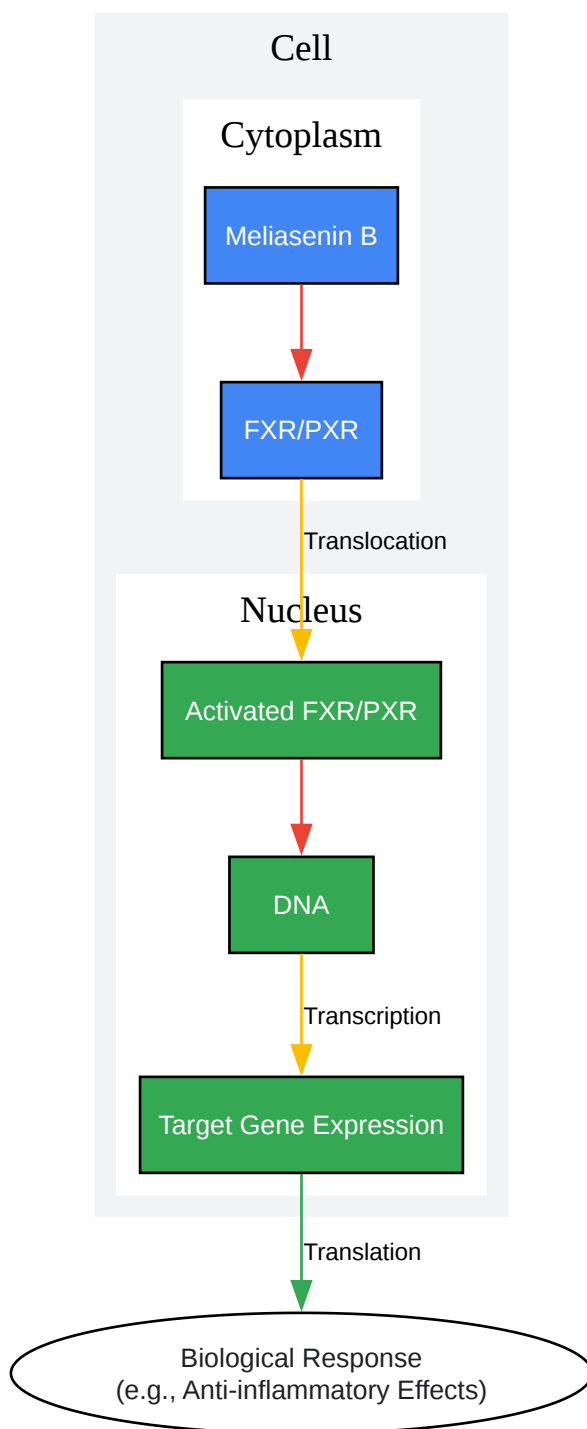 Cell
Cytoplasm
Meliasenin B
FXR/PXR
Translocation
Nucleus
Activated FXR/PXR
DNA
Transcription
Target Gene Expression
Translation
Biological Response
(e.g., Anti-inflammatory Effects)